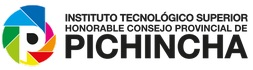 INSTITUTO TECNOLÓGICO SUPERIOR
HONORABLE CONSEJO PROVINCIAL DE
PICHINCHA